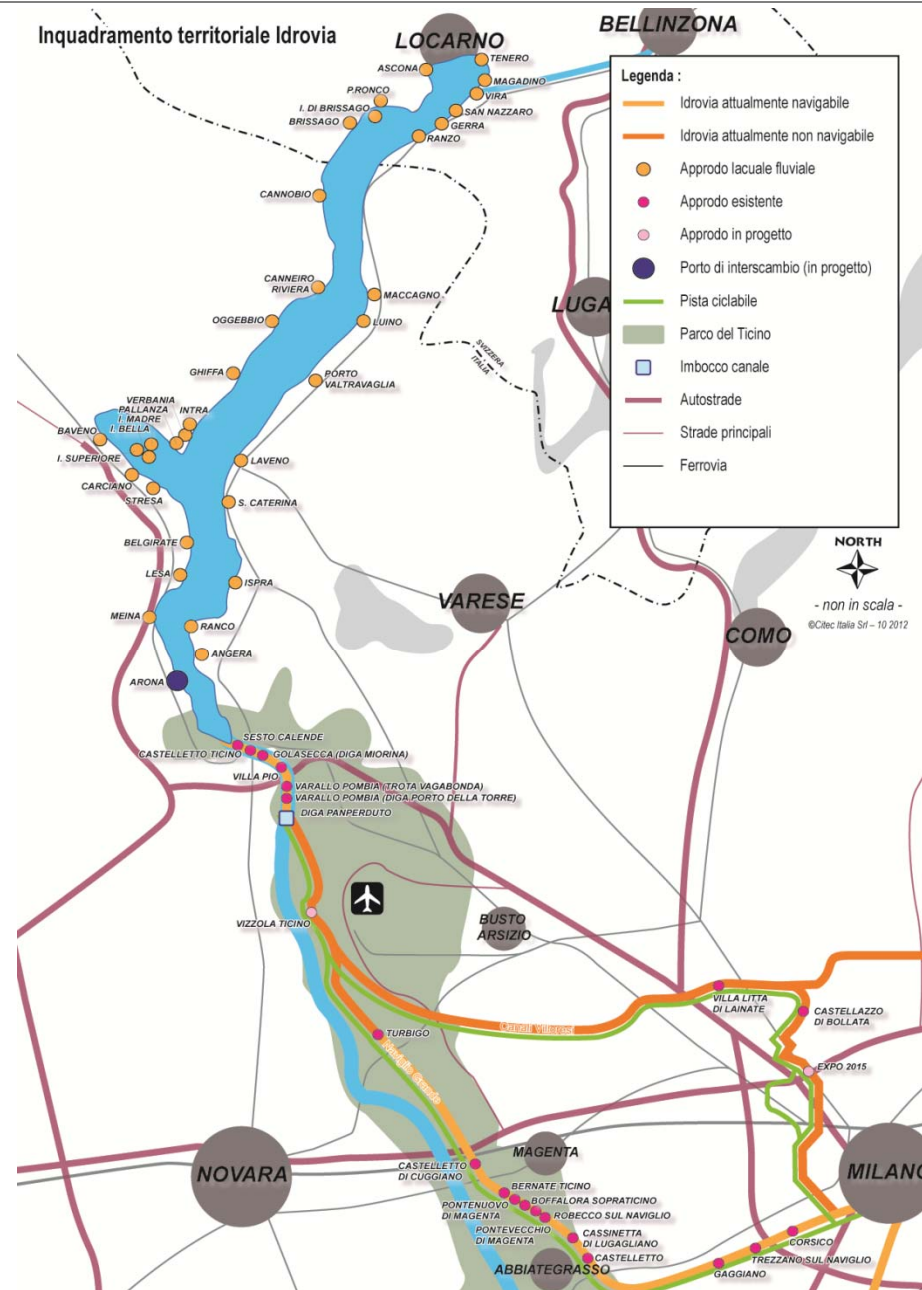 Inquadramento territoriale Idrovia
LOCARNO
BELLINZONA
ASCONA
TENERO
MAGADINO
VIRA
SAN NAZZARO
GERRA
RANZO
P.RONCO
I. DI BRISSAGO
BRISSAGO
CANNOBIO
CANNEIRO
RIVIERA
MACCAGNO
OGGEBBIO
LUINO
GHIFFA
PORTO
VALTRAVAGLIA
SVIZZERA
ITALIA
VERBANIA
PALLANZA
INTRA
I. MADRE
I. BELLA
BAVENO
I. SUPERIORE
LAVENO
CARCIANO
STRESA
S. CATERINA
BELGIRATE
LESA
ISPRA
MEINA
RANCO
ANGERA
ARONA
VARESE
LUGA
COMO
Legenda :
Idrovia attualmente navigabile
Idrovia attualmente non navigabile
Approdo lacuale fluviale
Approdo esistente
Approdo in progetto
Porto di interscambio (in progetto)
Pista ciclabile
Parco del Ticino
Imbocco canale
Autostrade
Strade principali
Ferrovia
NORTH
- non in scala -
©Citec Italia Srl – 10 2012
SESTO CALENDE
CASTELLETTO TICINO
GOLASECCA (DIGA MIORINA)
VILLA PIO
VARALLO POMBIA (TROTA VAGABONDA)
VARALLO POMBIA (DIGA PORTO DELLA TORRE)
DIGA PANPERDUTO
VIZZOLA TICINO
BUSTO
ARSIZIO
VILLA LITTA
DI LAINATE
CASTELLAZZO
DI BOLLATA
TURBIGO
Naviglio Grande
EXPO 2015
NOVARA
MAGENTA
MILANO
CASTELLETTO
DI CUGGIANO
BERNATE TICINO
PONTENUOVO
DI MAGENTA
BOFFALORA SOPRATICINO
ROBECCO SUL NAVIGLIO
PONTEVECCHIO
DI MAGENTA
CASSINETTA
DI LUGAGLIANO
CASTELLETTO
ABBIATEGRASSO
CORSICO
TREZZANO SUL NAVIGLIO
GAGGIANO